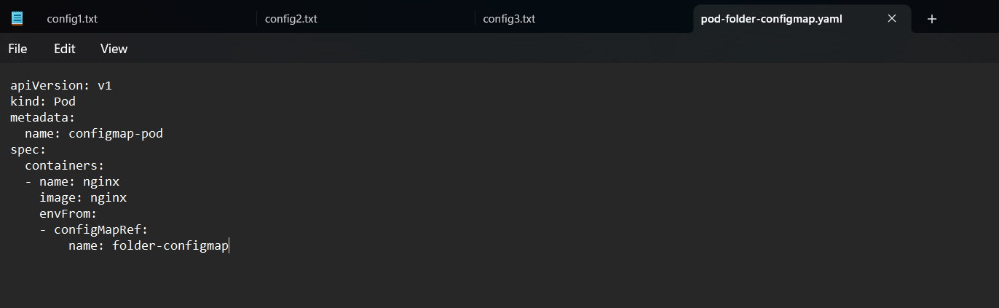 config1.txt
config2.txt
config3.txt
pod-folder-configmap.yaml
File Edit View
apiVersion: v1
kind: Pod
metadata:
  name: configmap-pod
spec:
  containers:
  - name: nginx
    image: nginx
    envFrom:
    - configMapRef:
        name: folder-configmap